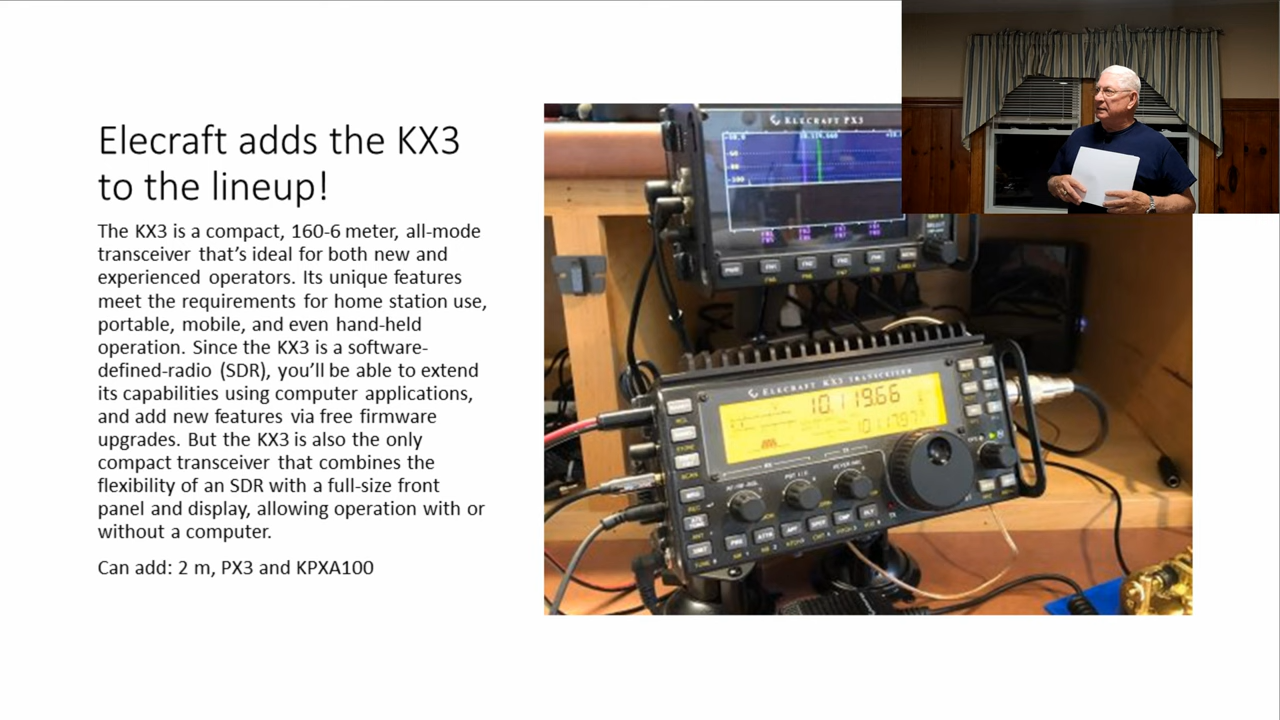 Elecraft adds the KX3
to the lineup!
The KX3 is a compact, 160-6 meter, all-mode
transceiver that's ideal for both new and
experienced operators. Its unique features
meet the requirements for home station use,
portable, mobile, and even hand-held
operation. Since the KX3 is a software-
defined-radio (SDR), you'll be able to extend
its capabilities using computer applications,
and add new features via free firmware
upgrades. But the KX3 is also the only
compact transceiver that combines the
flexibility of an SDR with a full-size front
panel and display, allowing operation with or
without a computer.
Can add: 2 m, PX3 and KPXA100
ELECRAFT PX3
ELECRAFT KX3 TRANSCEIVER
10.119.66